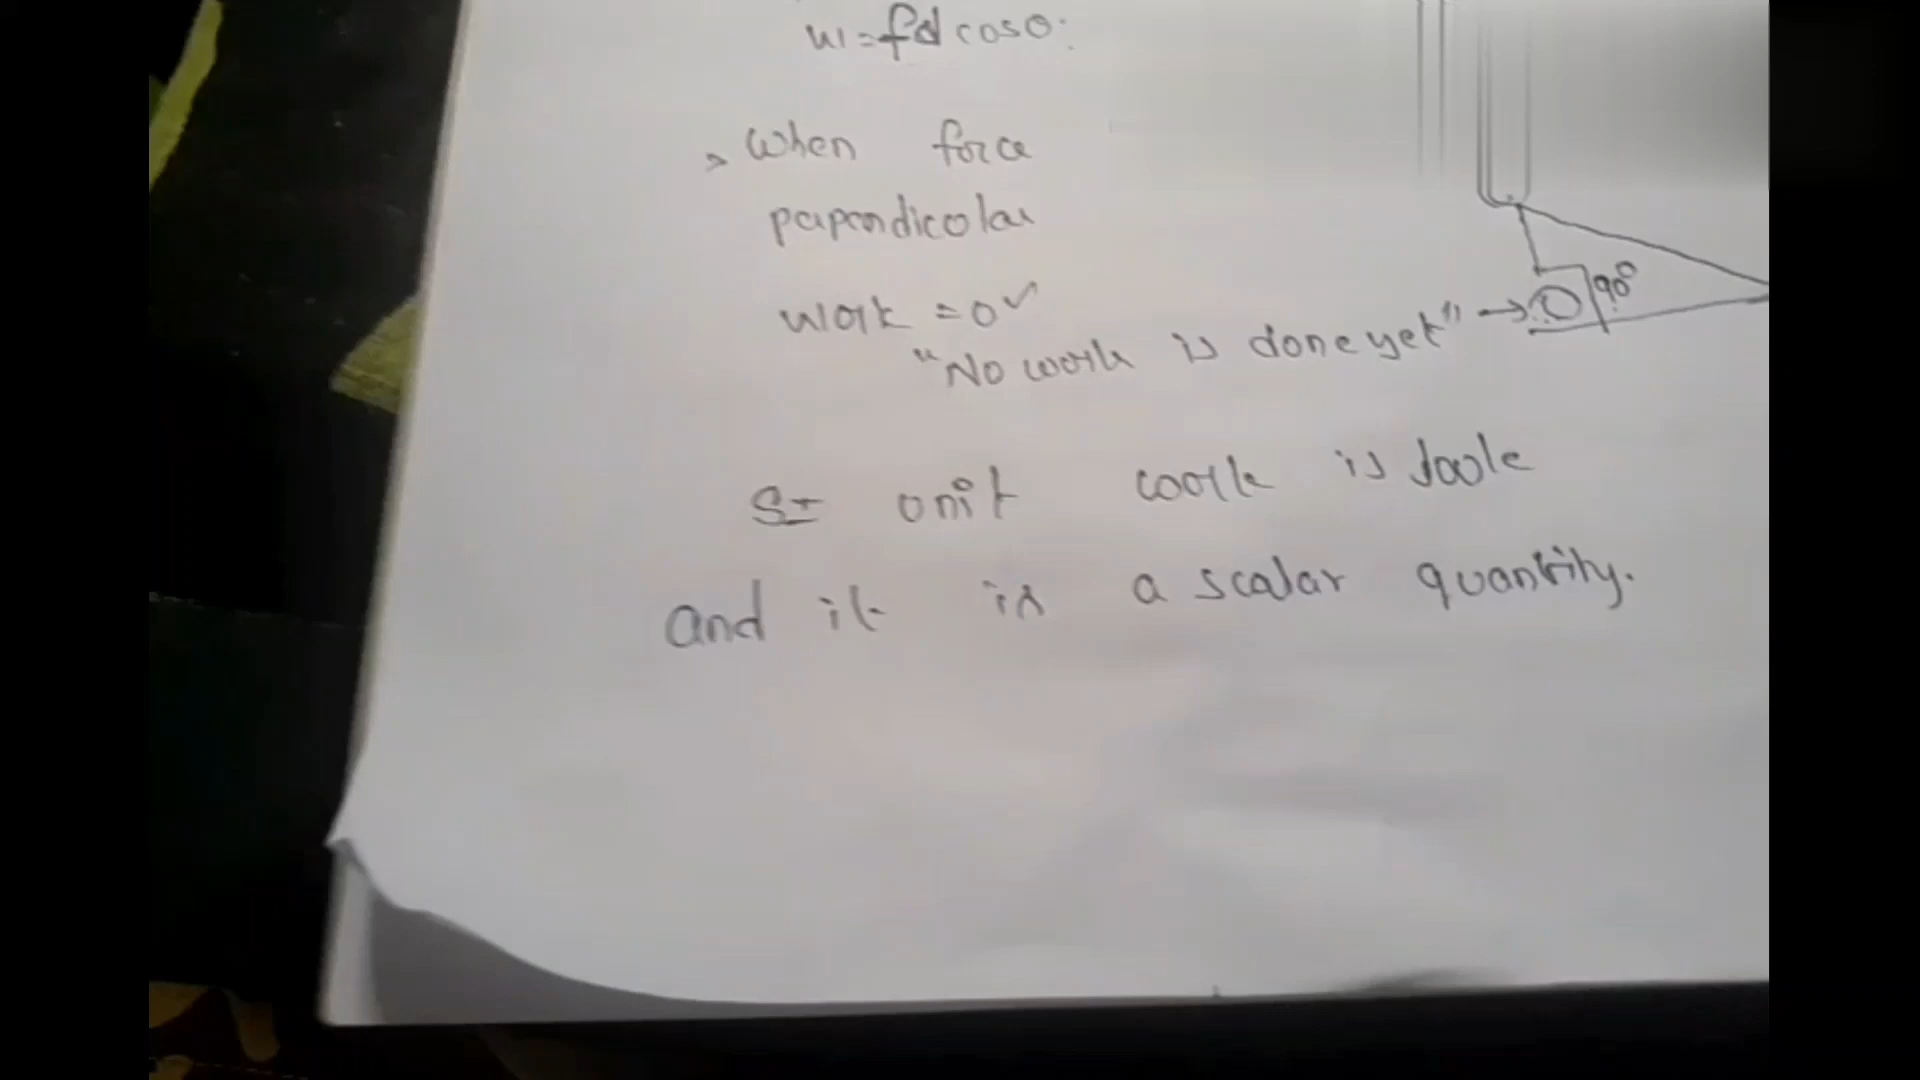 W=fd cosθ.
> When force
perpendicular
work = 0 ✓
90°
"No work is done yet" →
SI unit work is Joule
and it is a scalar quantity.